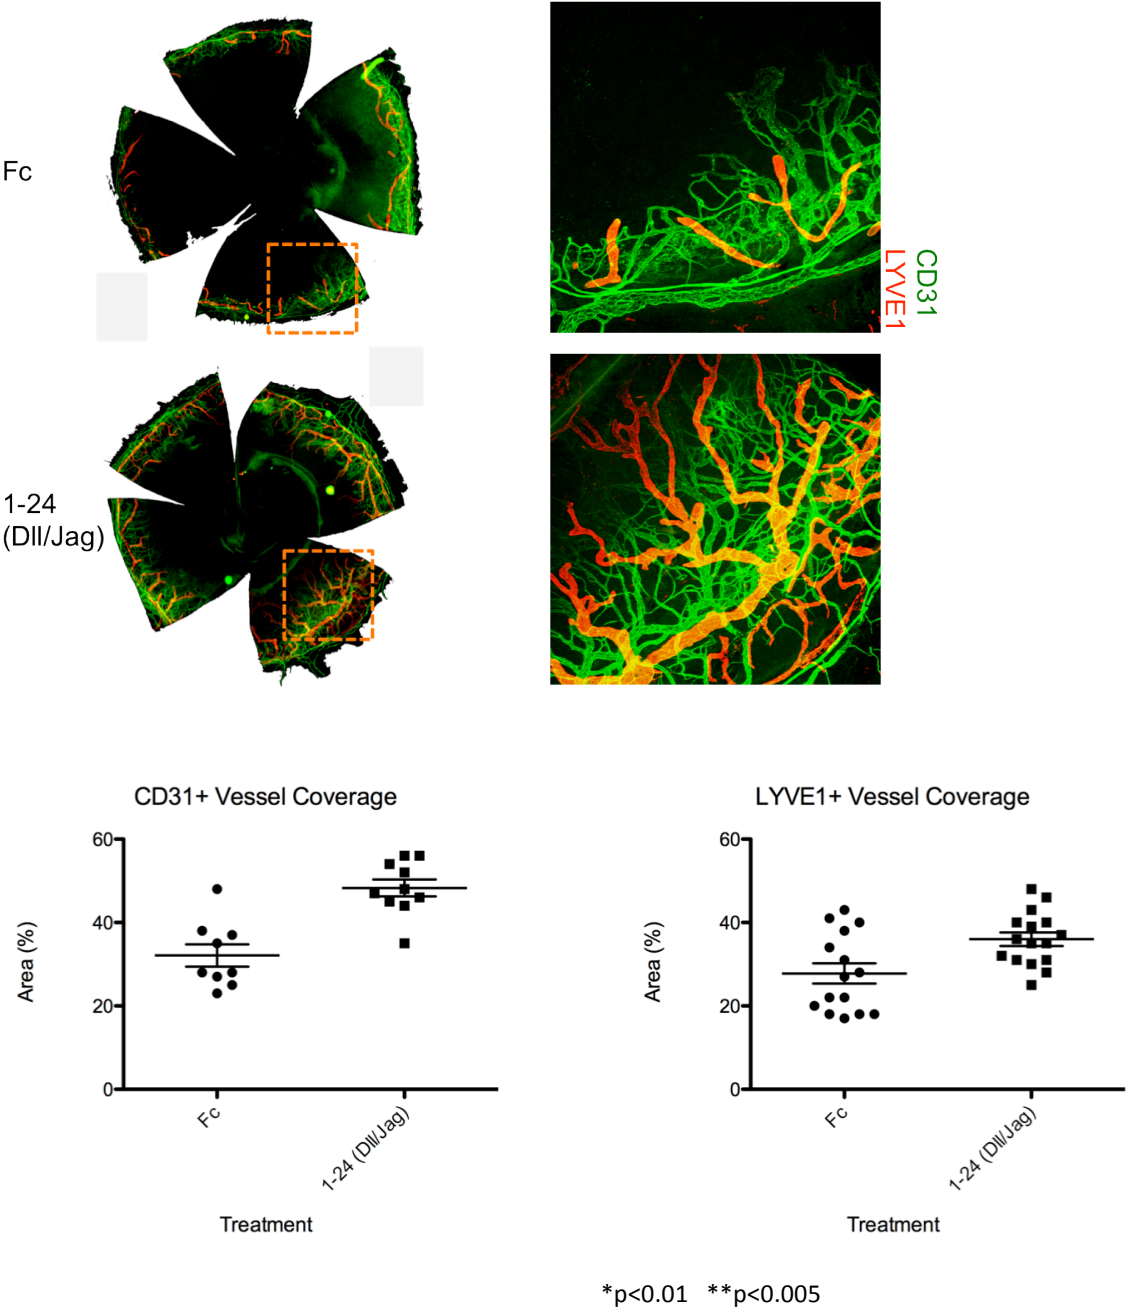 Fc
CD31
LYVE1
1-24
(Dll/Jag)
CD31+ Vessel Coverage
60
40
20
0
Area (%)
Fc
1-24 (Dll/Jag)
Treatment
LYVE1+ Vessel Coverage
60
40
20
0
Area (%)
Fc
1-24 (Dll/Jag)
Treatment
*p<0.01 **p<0.005